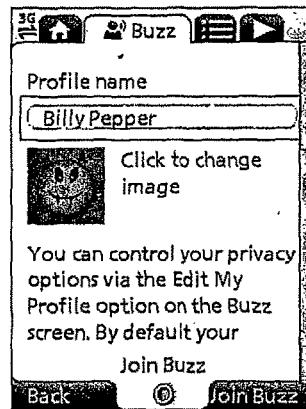 3G
Buzz
Profile name
Billy Pepper
Click to change
image
You can control your privacy
options via the Edit My
Profile option on the Buzz
screen. By default your
Join Buzz
Back
Join Buzz